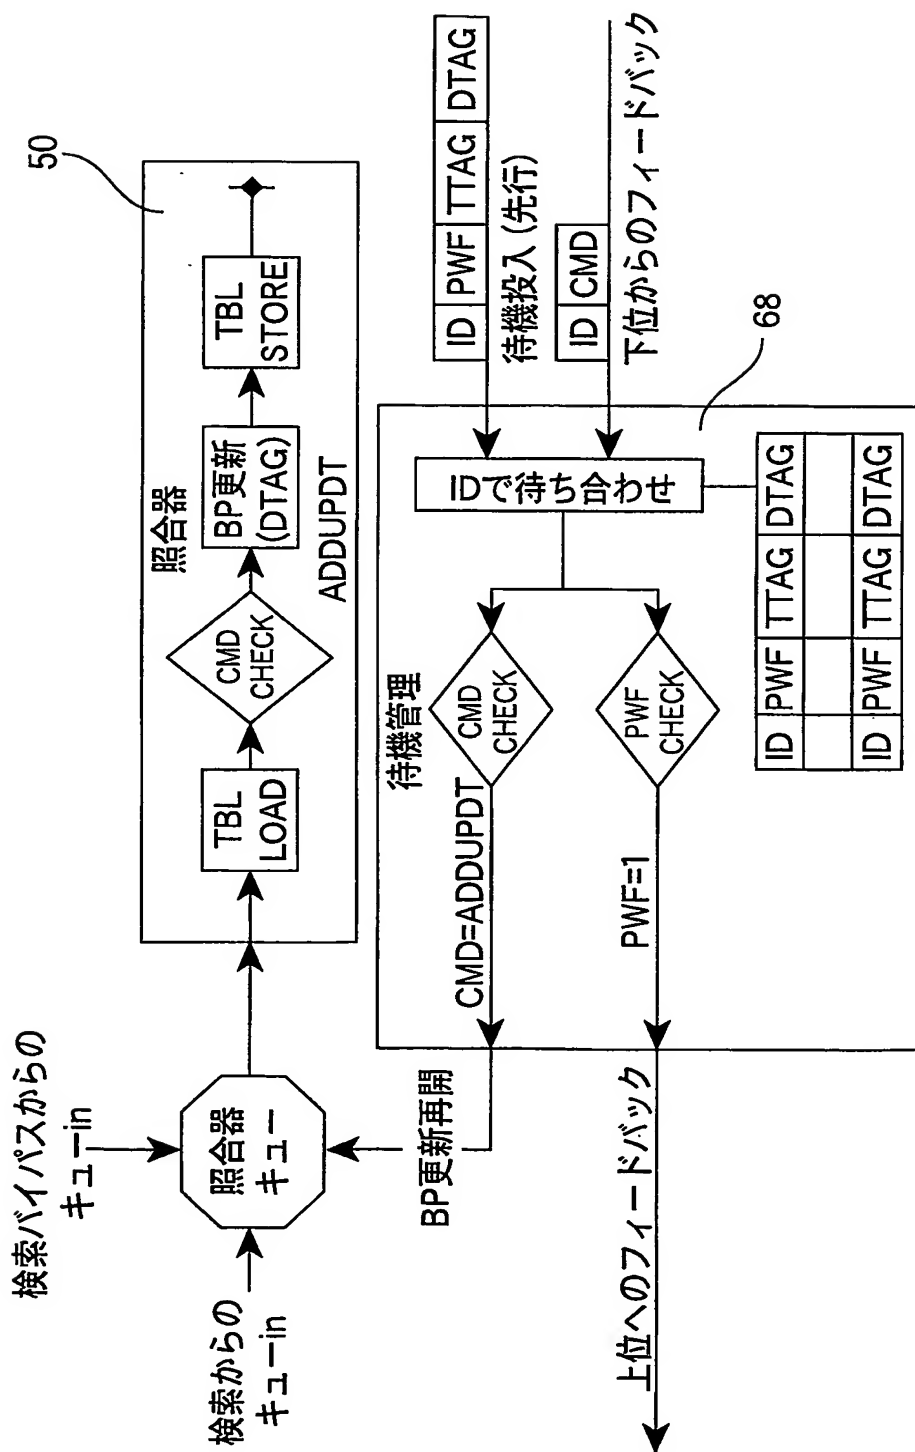 検索バイパスからの
キューin
検索からの
キューin
照合器
キュー
50
照合器
TBL
LOAD
CMD
CHECK
BP更新
(DTAG)
TBL
STORE
ADDUPDT
BP更新再開
上位へのフィードバック
待機管理
CMD=ADDUPDT
CMD
CHECK
PWF=1
PWF
CHECK
IDで待ち合わせ
ID PWF TTAG DTAG
待機投入 (先行)
ID CMD
下位からのフィードバック
68
ID PWF TTAG DTAG
ID PWF TTAG DTAG